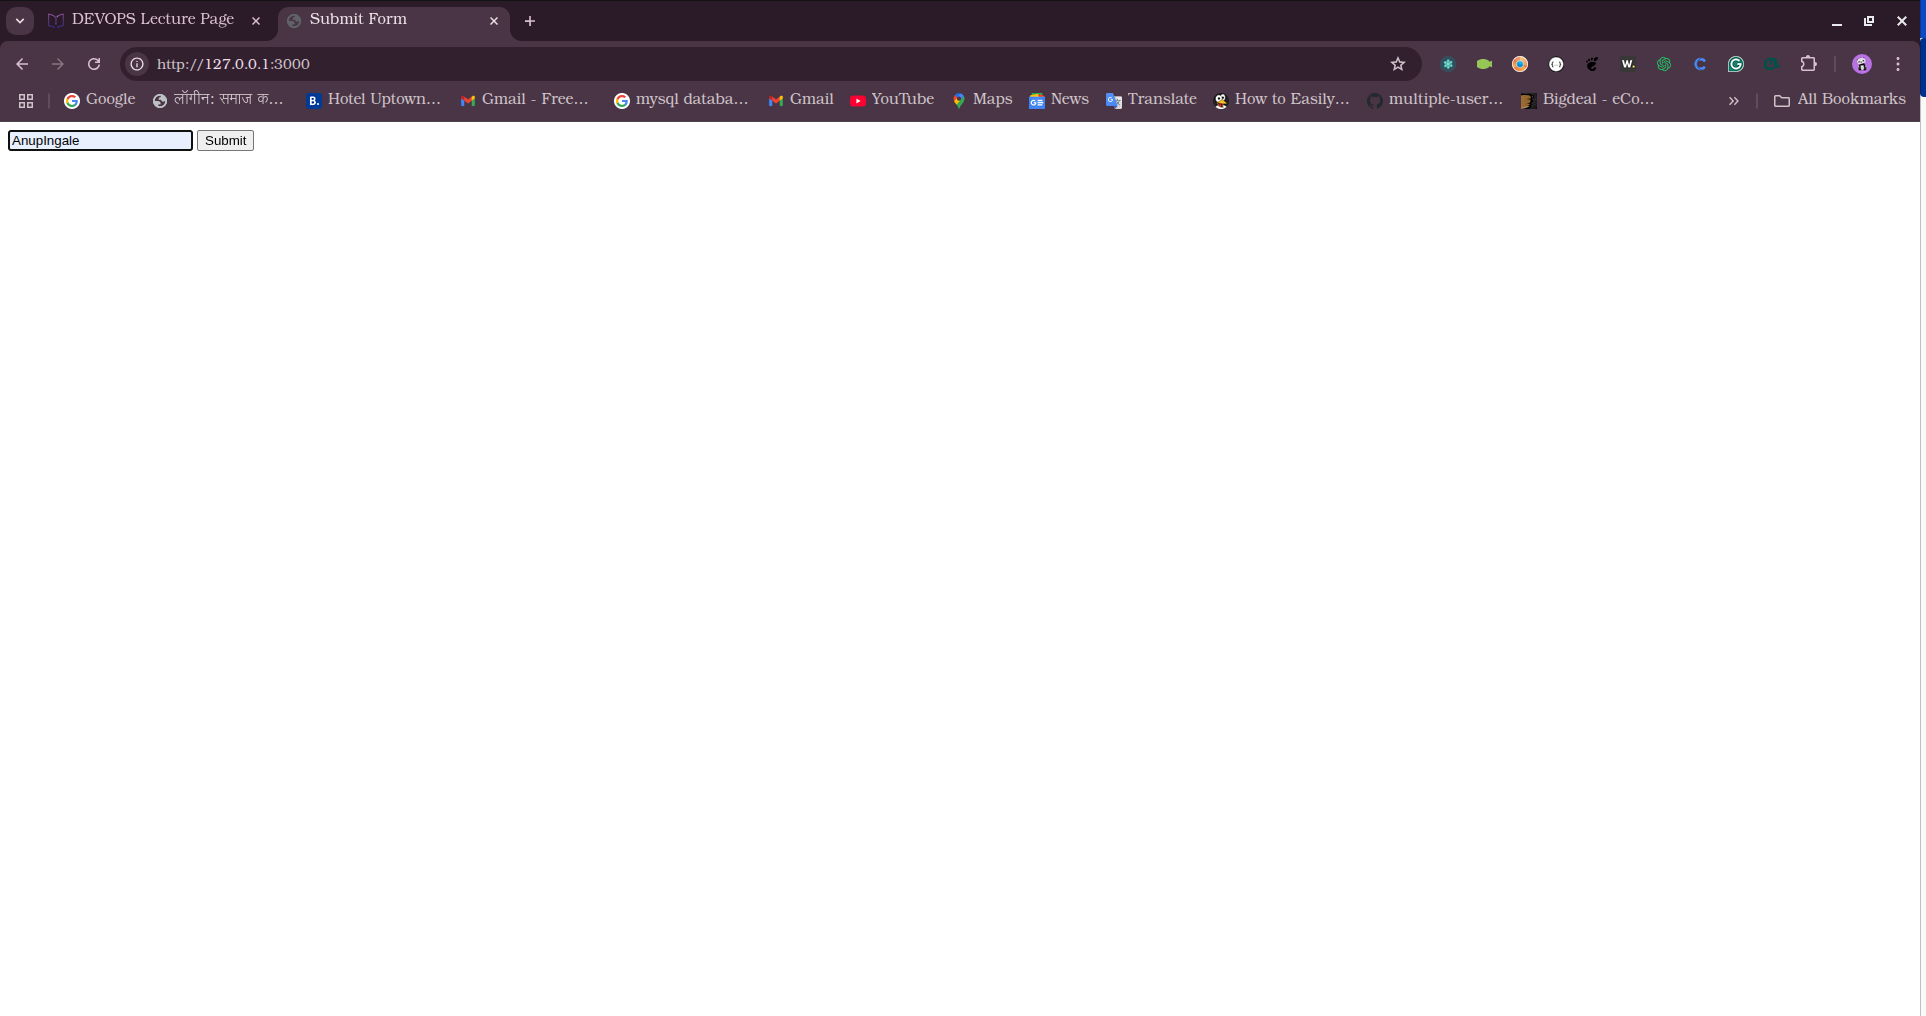 DEVOPS Lecture Page
Submit Form
http://127.0.0.1:3000
Google
लॉगीन: समाज क...
Hotel Uptown...
Gmail - Free...
mysql databa...
Gmail
YouTube
Maps
News
Translate
How to Easily...
multiple-user...
Bigdeal - eCo...
All Bookmarks
AnupIngale
Submit